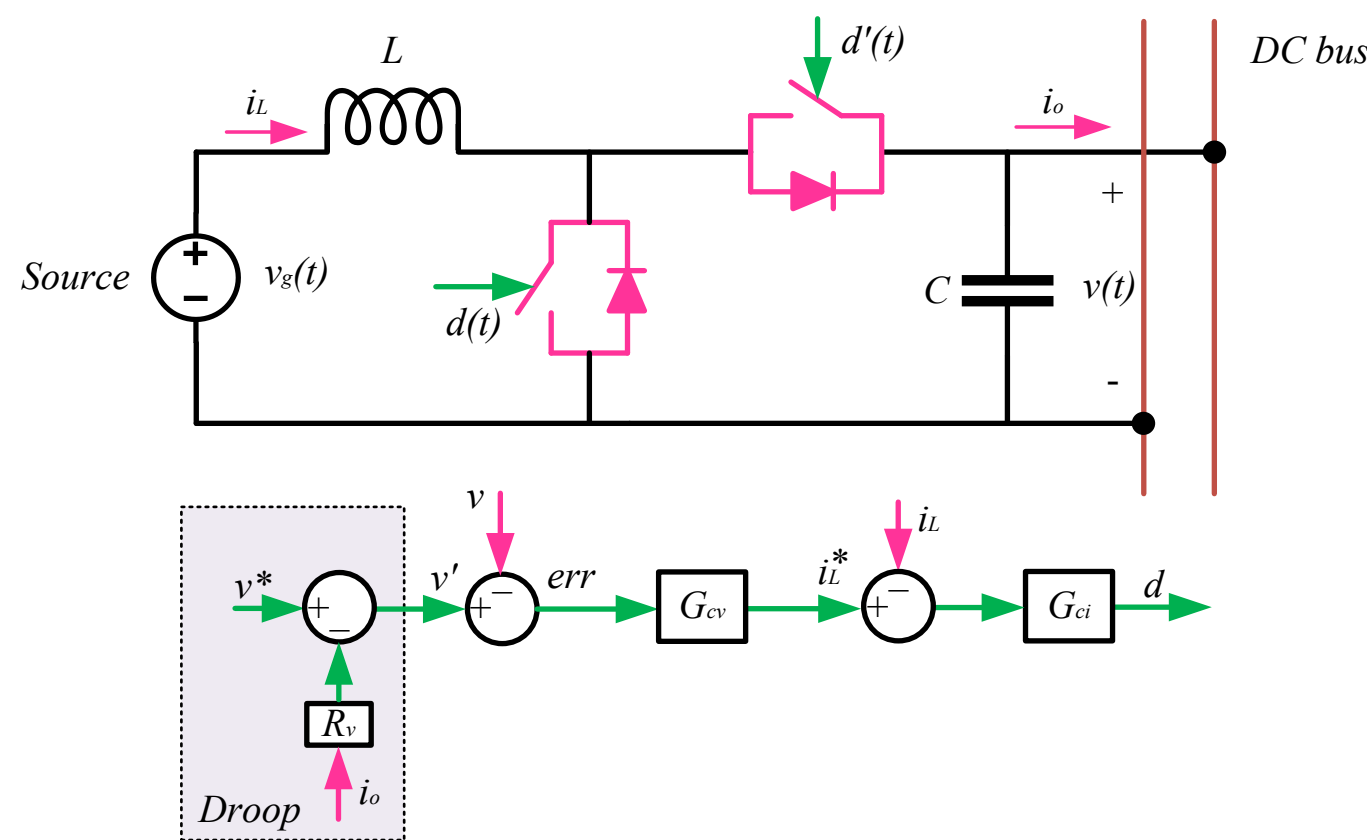 L
d'(t)
DC bus
iL
io
+
Source
+
−
vg(t)
d(t)
C
v(t)
-
v
iL
v*
v'
err
iL*
d
+
−
+
−
Gcv
+
−
Gci
Rv
io
Droop